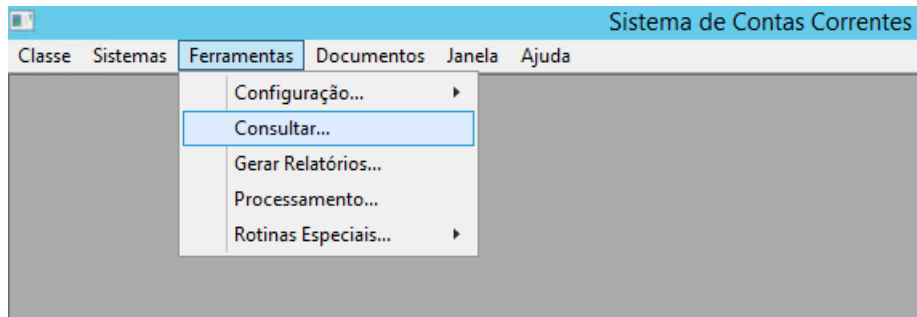 Sistema de Contas Correntes
Classe Sistemas Ferramentas Documentos Janela Ajuda
Configuração...
Consultar...
Gerar Relatórios...
Processamento...
Rotinas Especiais...